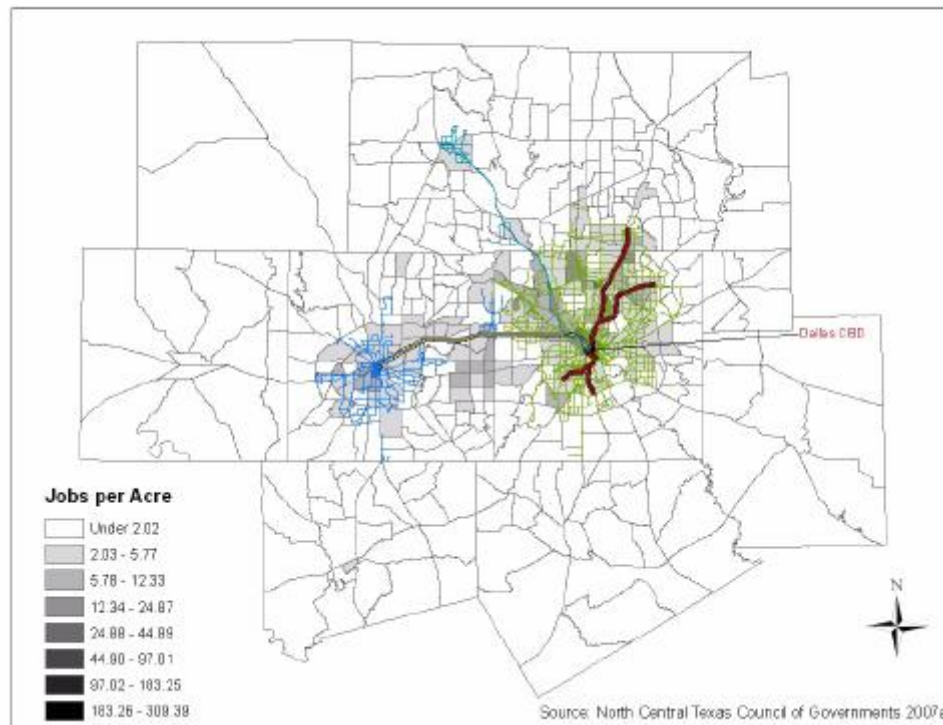 Dallas CBD
Jobs per Acre
Under 2.02
2.03 - 5.77
5.78 - 12.33
12.34 - 24.87
24.88 - 44.89
44.90 - 97.01
97.02 - 183.25
183.26 - 309.39
N
Source: North Central Texas Council of Governments 2007a